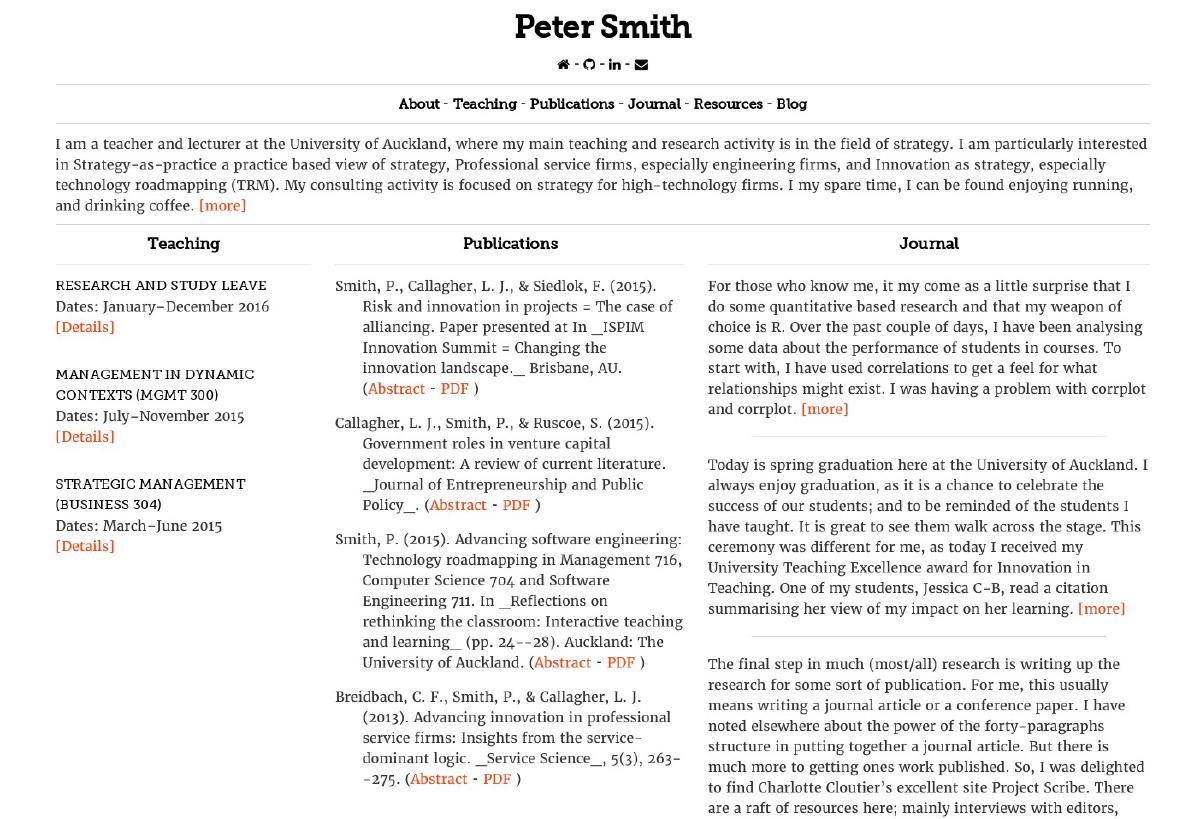 Peter Smith
- - -
About - Teaching - Publications - Journal - Resources - Blog
I am a teacher and lecturer at the University of Auckland, where my main teaching and research activity is in the field of strategy. I am particularly interested
in Strategy-as-practice a practice based view of strategy, Professional service firms, especially engineering firms, and Innovation as strategy, especially
technology roadmapping (TRM). My consulting activity is focused on strategy for high-technology firms. I my spare time, I can be found enjoying running,
and drinking coffee. [more]
Teaching
RESEARCH AND STUDY LEAVE
Dates: January–December 2016
[Details]
MANAGEMENT IN DYNAMIC
CONTEXTS (MGMT 300)
Dates: July–November 2015
[Details]
STRATEGIC MANAGEMENT
(BUSINESS 304)
Dates: March–June 2015
[Details]
Publications
Smith, P., Callagher, L. J., & Siedlok, F. (2015).
Risk and innovation in projects = The case of
alliancing. Paper presented at In _ISPIM
Innovation Summit = Changing the
innovation landscape._ Brisbane, AU.
(Abstract - PDF )
Callagher, L. J., Smith, P., & Ruscoe, S. (2015).
Government roles in venture capital
development: A review of current literature.
_Journal of Entrepreneurship and Public
Policy_. (Abstract - PDF )
Smith, P. (2015). Advancing software engineering:
Technology roadmapping in Management 716,
Computer Science 704 and Software
Engineering 711. In _Reflections on
rethinking the classroom: Interactive teaching
and learning_ (pp. 24--28). Auckland: The
University of Auckland. (Abstract - PDF )
Breidbach, C. F., Smith, P., & Callagher, L. J.
(2013). Advancing innovation in professional
service firms: Insights from the service-
dominant logic. _Service Science_, 5(3), 263-
-275. (Abstract - PDF )
Journal
For those who know me, it my come as a little surprise that I
do some quantitative based research and that my weapon of
choice is R. Over the past couple of days, I have been analysing
some data about the performance of students in courses. To
start with, I have used correlations to get a feel for what
relationships might exist. I was having a problem with corrplot
and corrplot. [more]
Today is spring graduation here at the University of Auckland. I
always enjoy graduation, as it is a chance to celebrate the
success of our students; and to be reminded of the students I
have taught. It is great to see them walk across the stage. This
ceremony was different for me, as today I received my
University Teaching Excellence award for Innovation in
Teaching. One of my students, Jessica C-B, read a citation
summarising her view of my impact on her learning. [more]
The final step in much (most/all) research is writing up the
research for some sort of publication. For me, this usually
means writing a journal article or a conference paper. I have
noted elsewhere about the power of the forty-paragraphs
structure in putting together a journal article. But there is
much more to getting ones work published. So, I was delighted
to find Charlotte Cloutier's excellent site Project Scribe. There
are a raft of resources here; mainly interviews with editors,